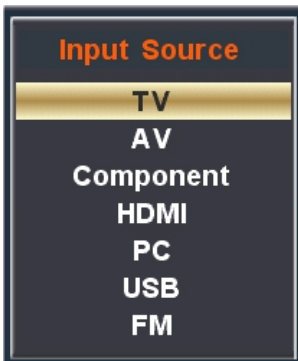 Input Source
TV
AV
Component
HDMI
PC
USB
FM